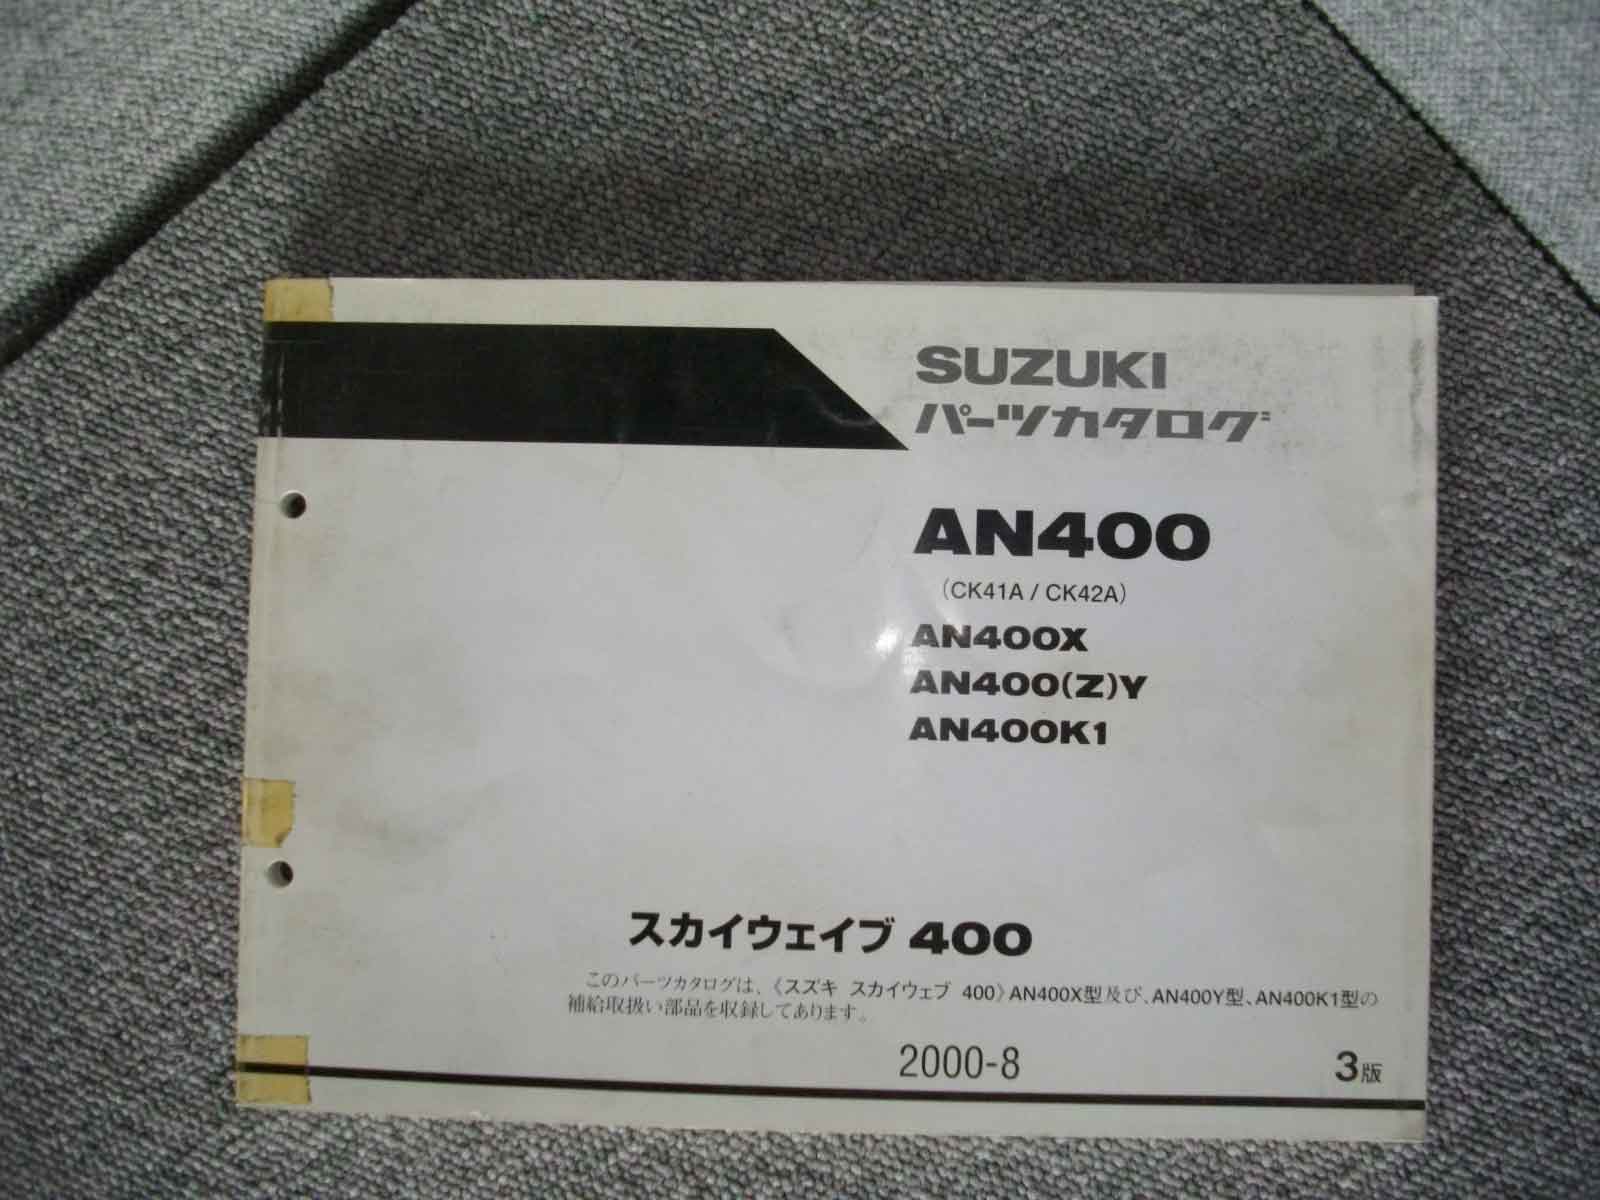 SUZUKI
パーツカタログ
AN400
(CK41A / CK42A)
AN400X
AN400(Z)Y
AN400K1
スカイウェイブ 400
このパーツカタログは、《スズキ スカイウェブ 400》AN400X型及び、AN400Y型、AN400K1型の
補給取扱い部品を収録してあります。
2000-8
3版